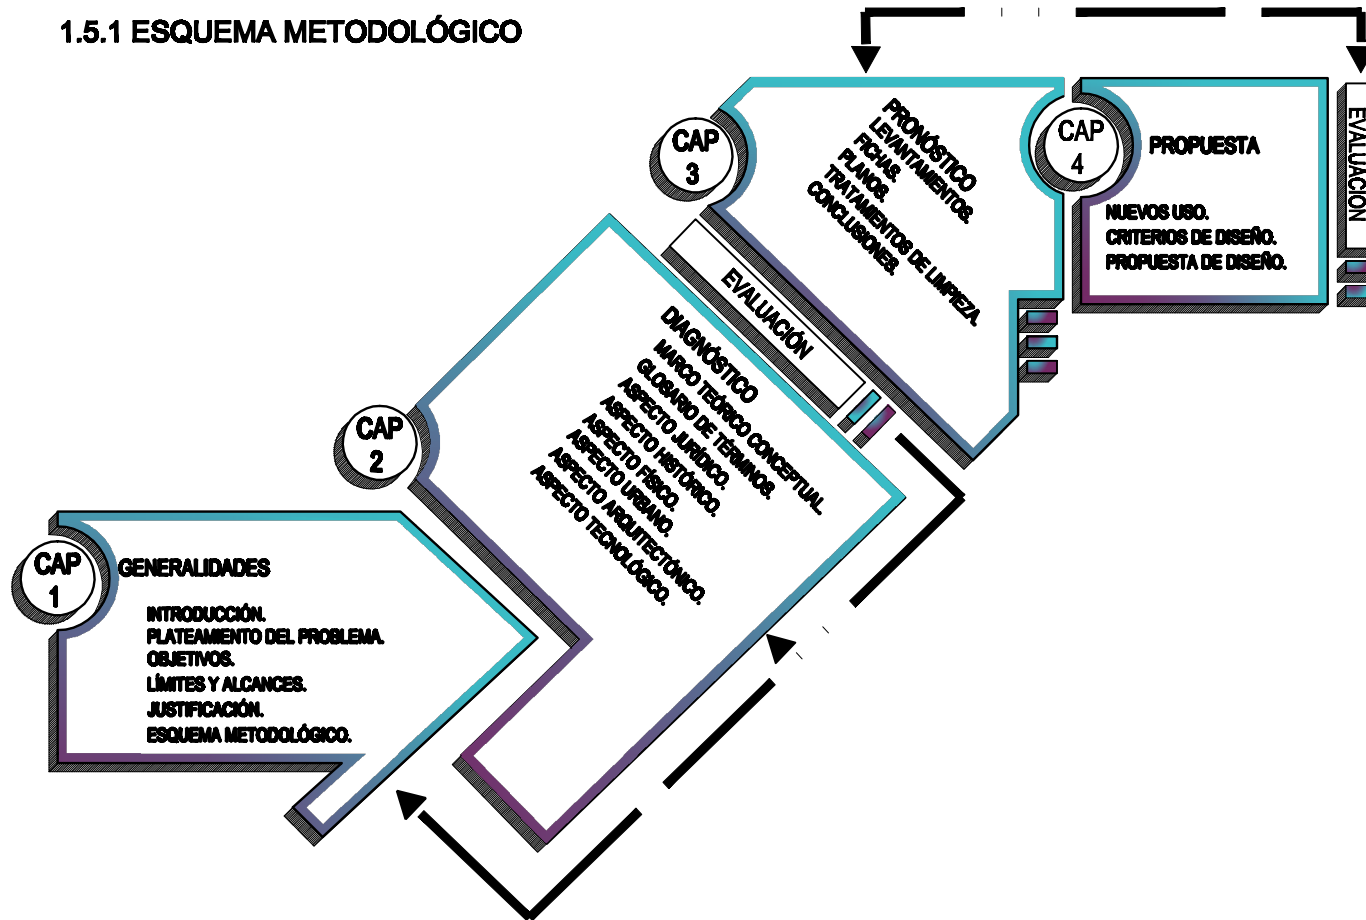 1.5.1 ESQUEMA METODOLÓGICO
CAP
1
GENERALIDADES
INTRODUCCIÓN.
PLATEAMIENTO DEL PROBLEMA.
OBJETIVOS.
LÍMITES Y ALCANCES.
JUSTIFICACIÓN.
ESQUEMA METODOLÓGICO.
CAP
2
DIAGNÓSTICO
MARCO TEÓRICO CONCEPTUAL.
GLOSARIO DE TÉRMINOS.
ASPECTO JURÍDICO.
ASPECTO HISTÓRICO.
ASPECTO FÍSICO.
ASPECTO URBANO.
ASPECTO ARQUITECTÓNICO.
ASPECTO TECNOLÓGICO.
EVALUACIÓN
CAP
3
PRONÓSTICO
LEVANTAMIENTOS.
FICHAS.
PLANOS.
TRATAMIENTOS DE LIMPIEZA.
CONCLUSIONES.
CAP
4
PROPUESTA
NUEVOS USO.
CRITERIOS DE DISEÑO.
PROPUESTA DE DISEÑO.
EVALUACIÓN